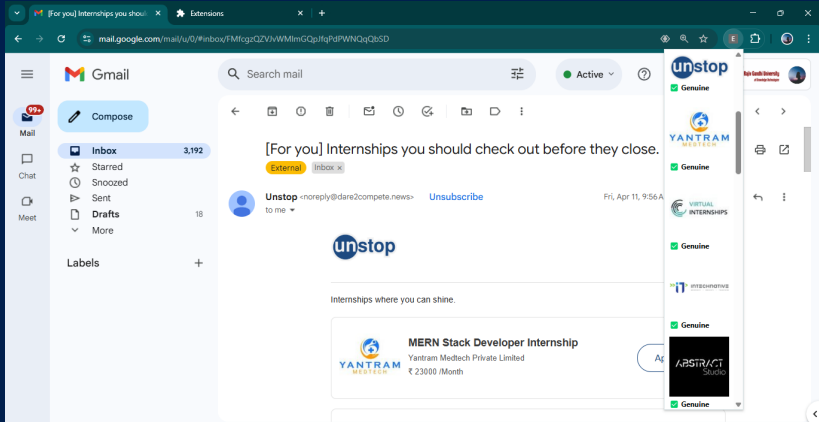 [For you] Internships you shoul
Extensions
mail.google.com/mail/u/0/#inbox/FMfcgzQZVJvWMlmGQpJfqPdPWNQqQbSD
E
Gmail
Search mail
Active
99+
Mail
Chat
Meet
Compose
Inbox 3,192
Starred
Snoozed
Sent
Drafts 18
More
Labels
[For you] Internships you should check out before they close.
External
Inbox ×
Unstop <noreply@dare2compete.news> Unsubscribe
Fri, Apr 11, 9:56 A
to me
unstop
Internships where you can shine.
YANTRAM
MEDTECH
MERN Stack Developer Internship
Yantram Medtech Private Limited
₹ 23000 /Month
Ap
unstop
Genuine
YANTRAM
MEDTECH
Genuine
VIRTUAL
INTERNSHIPS
Genuine
INTECHNATIVE
Genuine
ABSTRACT
Studio
Genuine